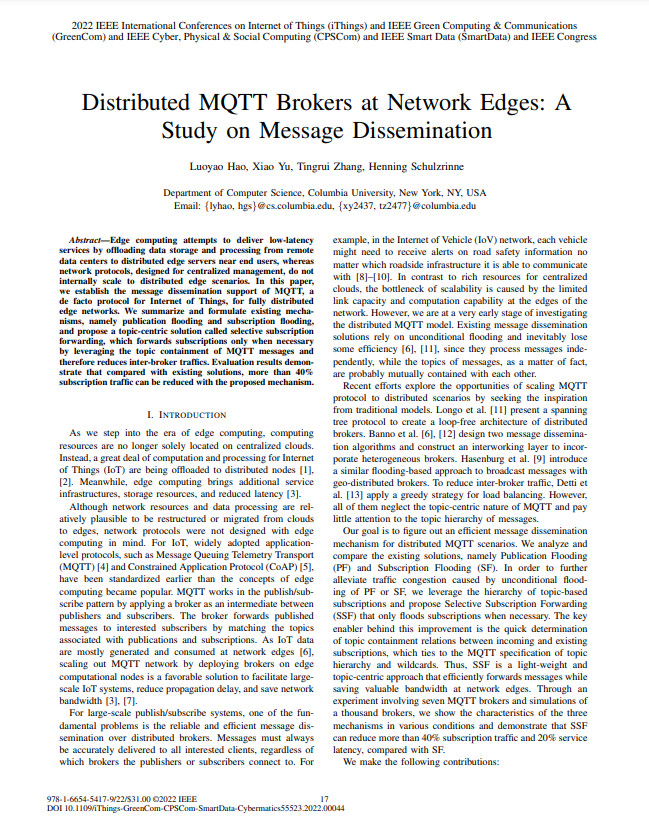 2022 IEEE International Conferences on Internet of Things (iThings) and IEEE Green Computing & Communications
(GreenCom) and IEEE Cyber, Physical & Social Computing (CPSCom) and IEEE Smart Data (SmartData) and IEEE Congress
Distributed MQTT Brokers at Network Edges: A
Study on Message Dissemination
Luoyao Hao, Xiao Yu, Tingrui Zhang, Henning Schulzrinne
Department of Computer Science, Columbia University, New York, NY, USA
Email: {lyhao, hgs}@cs.columbia.edu, {xy2437, tz2477}@columbia.edu
Abstract—Edge computing attempts to deliver low-latency
services by offloading data storage and processing from remote
data centers to distributed edge servers near end users, whereas
network protocols, designed for centralized management, do not
internally scale to distributed edge scenarios. In this paper,
we establish the message dissemination support of MQTT, a
de facto protocol for Internet of Things, for fully distributed
edge networks. We summarize and formulate existing mecha-
nisms, namely publication flooding and subscription flooding,
and propose a topic-centric solution called selective subscription
forwarding, which forwards subscriptions only when necessary
by leveraging the topic containment of MQTT messages and
therefore reduces inter-broker traffics. Evaluation results demon-
strate that compared with existing solutions, more than 40%
subscription traffic can be reduced with the proposed mechanism.
I. INTRODUCTION
As we step into the era of edge computing, computing
resources are no longer solely located on centralized clouds.
Instead, a great deal of computation and processing for Internet
of Things (IoT) are being offloaded to distributed nodes [1],
[2]. Meanwhile, edge computing brings additional service
infrastructures, storage resources, and reduced latency [3].
Although network resources and data processing are rel-
atively plausible to be restructured or migrated from clouds
to edges, network protocols were not designed with edge
computing in mind. For IoT, widely adopted application-
level protocols, such as Message Queuing Telemetry Transport
(MQTT) [4] and Constrained Application Protocol (CoAP) [5],
have been standardized earlier than the concepts of edge
computing became popular. MQTT works in the publish/sub-
scribe pattern by applying a broker as an intermediate between
publishers and subscribers. The broker forwards published
messages to interested subscribers by matching the topics
associated with publications and subscriptions. As IoT data
are mostly generated and consumed at network edges [6],
scaling out MQTT network by deploying brokers on edge
computational nodes is a favorable solution to facilitate large-
scale IoT systems, reduce propagation delay, and save network
bandwidth [3], [7].
For large-scale publish/subscribe systems, one of the fun-
damental problems is the reliable and efficient message dis-
semination over distributed brokers. Messages must always
be accurately delivered to all interested clients, regardless of
which brokers the publishers or subscribers connect to. For
example, in the Internet of Vehicle (IoV) network, each vehicle
might need to receive alerts on road safety information no
matter which roadside infrastructure it is able to communicate
with [8]–[10]. In contrast to rich resources for centralized
clouds, the bottleneck of scalability is caused by the limited
link capacity and computation capability at the edges of the
network. However, we are at a very early stage of investigating
the distributed MQTT model. Existing message dissemination
solutions rely on unconditional flooding and inevitably lose
some efficiency [6], [11], since they process messages inde-
pendently, while the topics of messages, as a matter of fact,
are probably mutually contained with each other.
Recent efforts explore the opportunities of scaling MQTT
protocol to distributed scenarios by seeking the inspiration
from traditional models. Longo et al. [11] present a spanning
tree protocol to create a loop-free architecture of distributed
brokers. Banno et al. [6], [12] design two message dissemina-
tion algorithms and construct an interworking layer to incor-
porate heterogeneous brokers. Hasenburg et al. [9] introduce
a similar flooding-based approach to broadcast messages with
geo-distributed brokers. To reduce inter-broker traffic, Detti et
al. [13] apply a greedy strategy for load balancing. However,
all of them neglect the topic-centric nature of MQTT and pay
little attention to the topic hierarchy of messages.
Our goal is to figure out an efficient message dissemination
mechanism for distributed MQTT scenarios. We analyze and
compare the existing solutions, namely Publication Flooding
(PF) and Subscription Flooding (SF). In order to further
alleviate traffic congestion caused by unconditional flood-
ing of PF or SF, we leverage the hierarchy of topic-based
subscriptions and propose Selective Subscription Forwarding
(SSF) that only floods subscriptions when necessary. The key
enabler behind this improvement is the quick determination
of topic containment relations between incoming and existing
subscriptions, which ties to the MQTT specification of topic
hierarchy and wildcards. Thus, SSF is a light-weight and
topic-centric approach that efficiently forwards messages while
saving valuable bandwidth at network edges. Through an
experiment involving seven MQTT brokers and simulations of
a thousand brokers, we show the characteristics of the three
mechanisms in various conditions and demonstrate that SSF
can reduce more than 40% subscription traffic and 20% service
latency, compared with SF.
We make the following contributions:
978-1-6654-5417-9/22/$31.00 ©2022 IEEE
17
DOI 10.1109/iThings-GreenCom-CPSCom-SmartData-Cybermatics55523.2022.00044